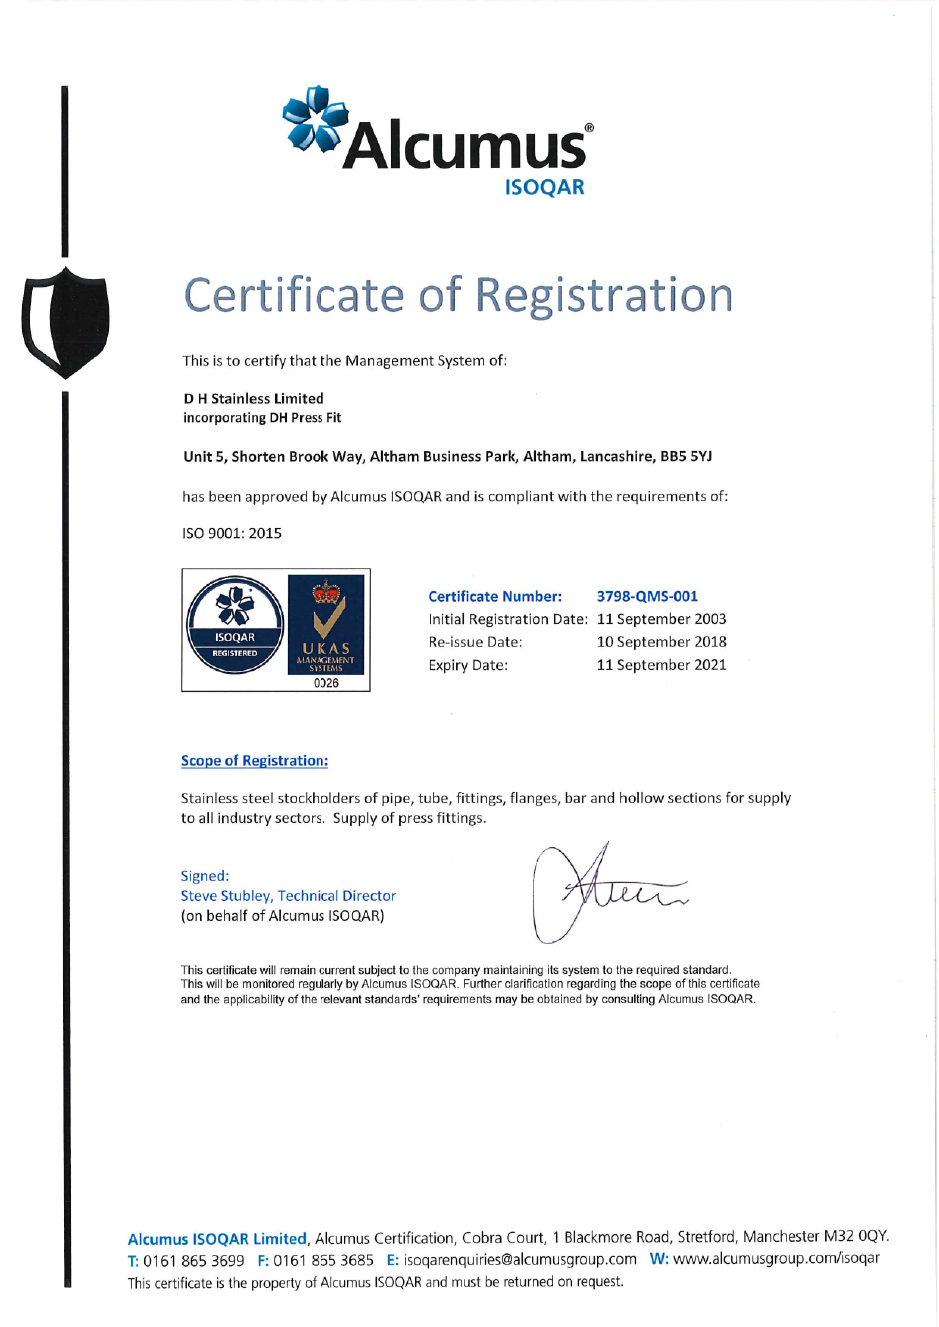 Alcumus®
ISOQAR
Certificate of Registration
This is to certify that the Management System of:
D H Stainless Limited
incorporating DH Press Fit
Unit 5, Shorten Brook Way, Altham Business Park, Altham, Lancashire, BB5 5YJ
has been approved by Alcumus ISOQAR and is compliant with the requirements of:
ISO 9001: 2015
ISOQAR
REGISTERED
UKAS
MANAGEMENT
SYSTEMS
0026
Certificate Number: 3798-QMS-001
Initial Registration Date: 11 September 2003
Re-issue Date: 10 September 2018
Expiry Date: 11 September 2021
Scope of Registration:
Stainless steel stockholders of pipe, tube, fittings, flanges, bar and hollow sections for supply
to all industry sectors. Supply of press fittings.
Signed:
Steve Stubley, Technical Director
(on behalf of Alcumus ISOQAR)
This certificate will remain current subject to the company maintaining its system to the required standard.
This will be monitored regularly by Alcumus ISOQAR. Further clarification regarding the scope of this certificate
and the applicability of the relevant standards' requirements may be obtained by consulting Alcumus ISOQAR.
Alcumus ISOQAR Limited, Alcumus Certification, Cobra Court, 1 Blackmore Road, Stretford, Manchester M32 0QY.
T: 0161 865 3699 F: 0161 855 3685 E: isoqarenquiries@alcumusgroup.com W: www.alcumusgroup.com/isoqar
This certificate is the property of Alcumus ISOQAR and must be returned on request.